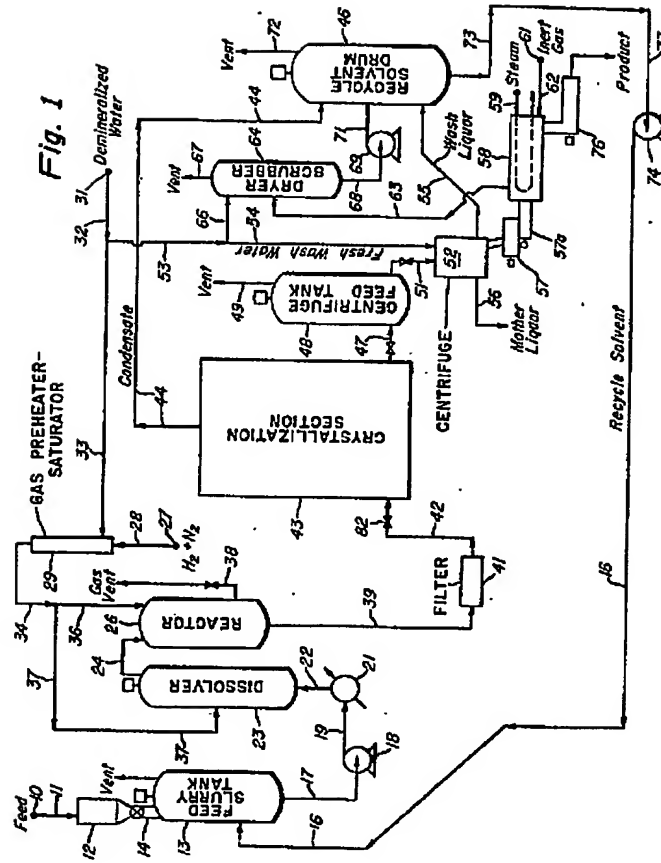 Fig. 1
Feed
10
11
12
14
13
FEED
SLURRY
TANK
Vent
16
17
18
19
21
22
DISSOLVER
23
24
37
37
34
36
26
REACTOR
Gas
Vent
38
39
FILTER
41
42
82
GAS PREHEATER-
SATURATOR
29
28
27
H2 + N2
33
32
31
Demineralized
Water
Condensate
44
44
43
CRYSTALLIZATION
SECTION
47
48
CENTRIFUGE
FEED TANK
49
Vent
51
53
54
Fresh Wash Water
66
CENTRIFUGE
52
56
Mother
Liquor
57
57a
55
Wash
Liquor
63
DRYER
SCRUBBER
64
67
Vent
68
69
71
RECYCLE
SOLVENT
DRUM
46
72
Vent
44
73
58
59
Steam
61
Inert
Gas
62
76
Product
74
77
Recycle Solvent
16